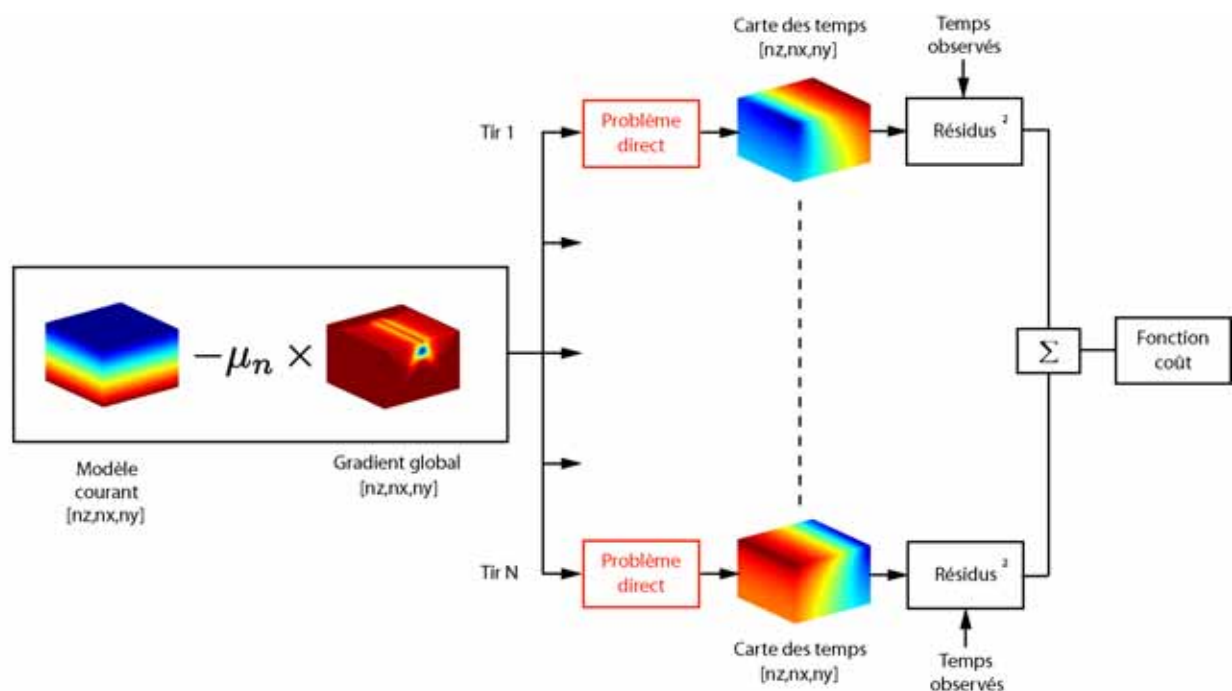 Carte des temps
[nz,nx,ny]
Temps
observés
Tir 1
Problème
direct
Résidus ²
−μₙ ×
Modèle
courant
[nz,nx,ny]
Gradient global
[nz,nx,ny]
Σ
Fonction
coût
Tir N
Problème
direct
Résidus ²
Carte des temps
[nz,nx,ny]
Temps
observés